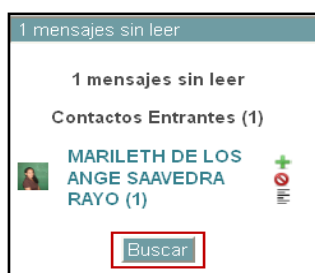 1 mensajes sin leer
1 mensajes sin leer
Contactos Entrantes (1)
MARILETH DE LOS
ANGE SAAVEDRA
RAYO (1)
Buscar